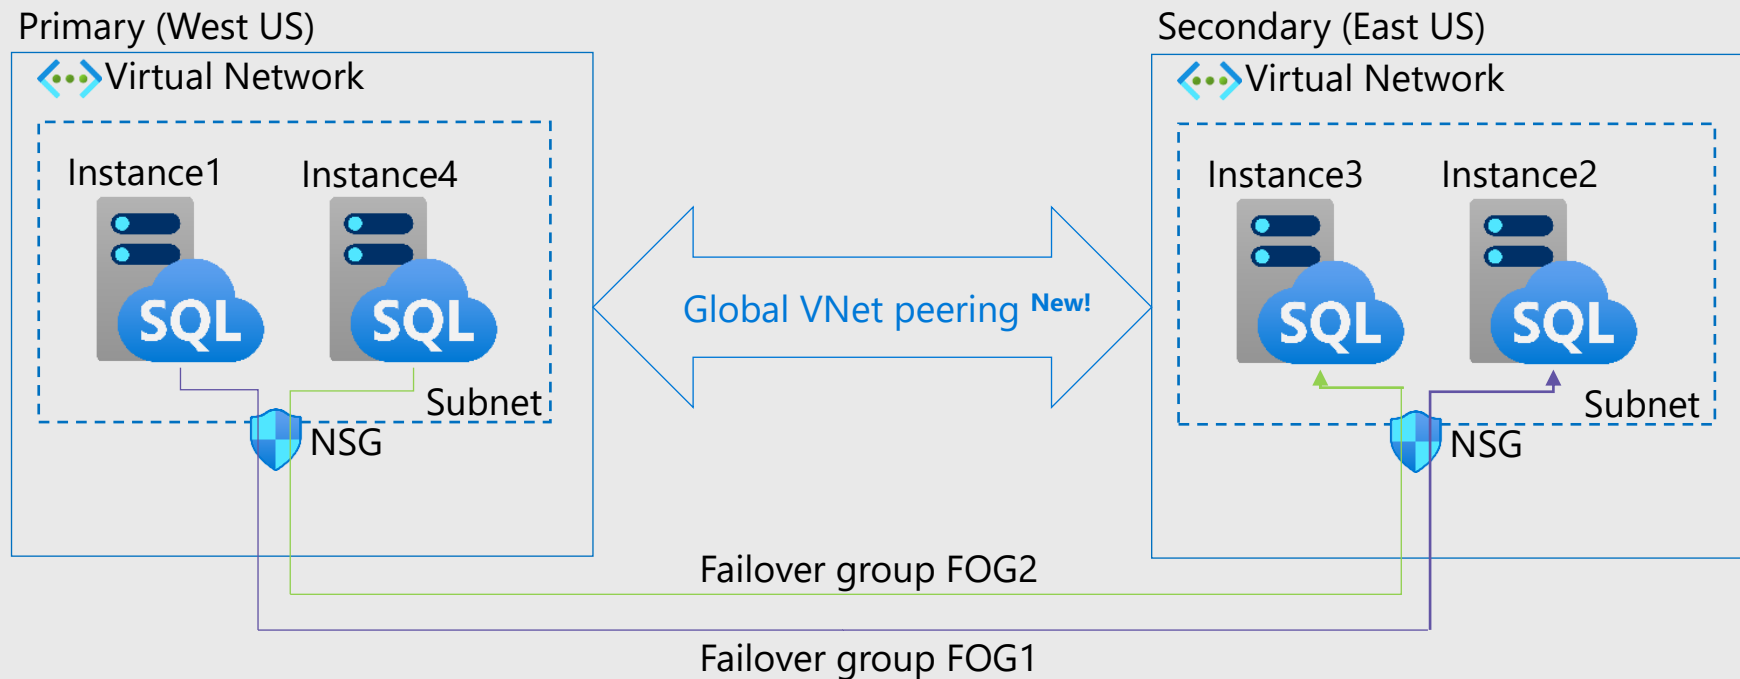 Primary (West US)
Secondary (East US)
Virtual Network
Virtual Network
Instance1
Instance4
Instance3
Instance2
SQL
SQL
SQL
SQL
Global VNet peering New!
Subnet
Subnet
NSG
NSG
Failover group FOG2
Failover group FOG1